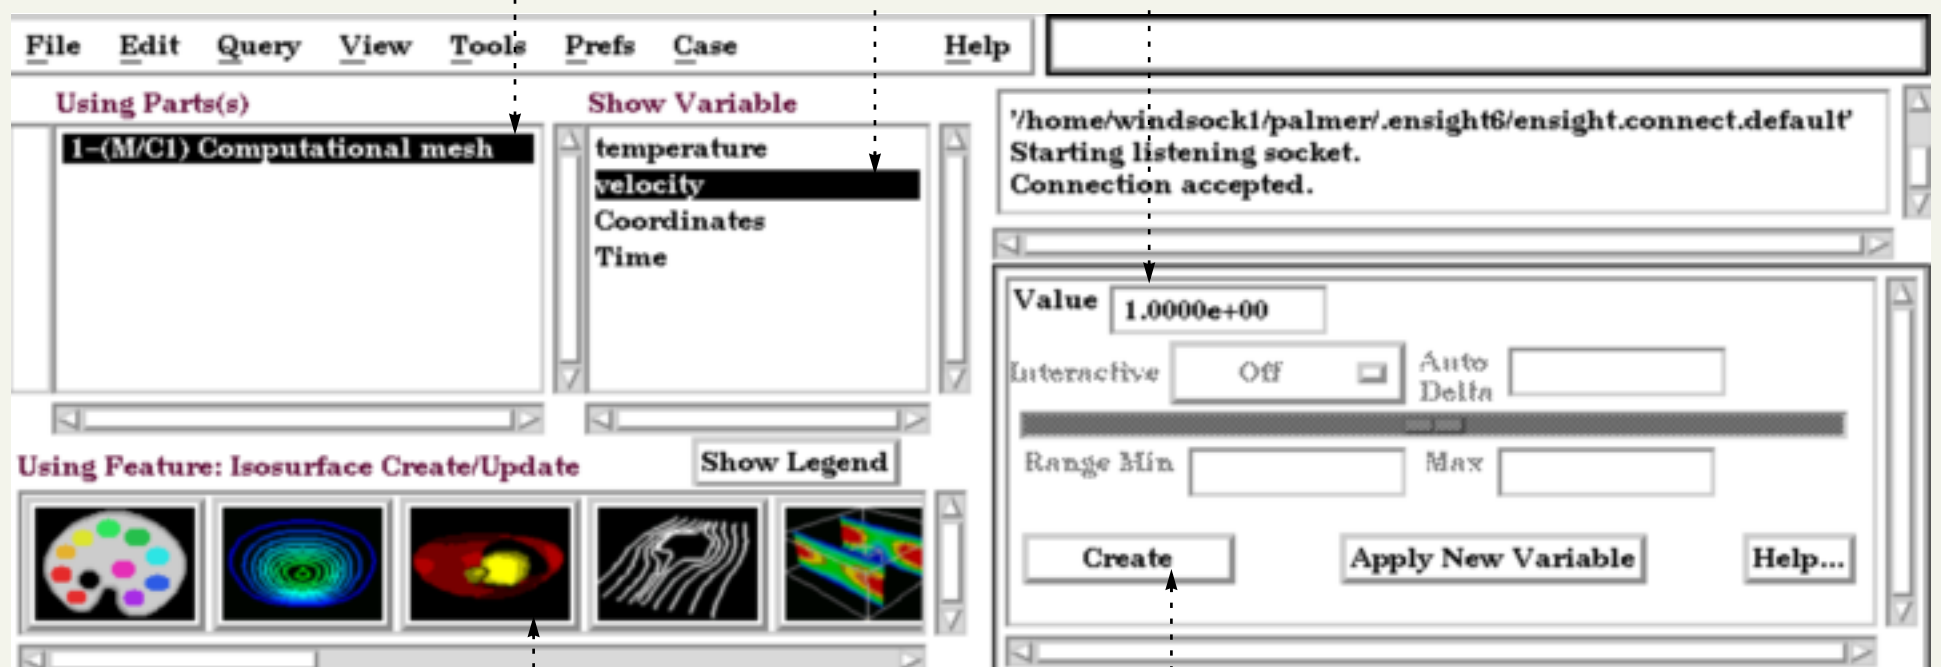 File Edit Query View Tools Prefs Case Help
Using Parts(s)
1-(M/C1) Computational mesh
Show Variable
temperature
velocity
Coordinates
Time
'/home/windsock1/palmer/.ensight6/ensight.connect.default'
Starting listening socket.
Connection accepted.
Value 1.0000e+00
Interactive Off Auto Delta
Range Min Max
Create Apply New Variable Help...
Using Feature: Isosurface Create/Update Show Legend